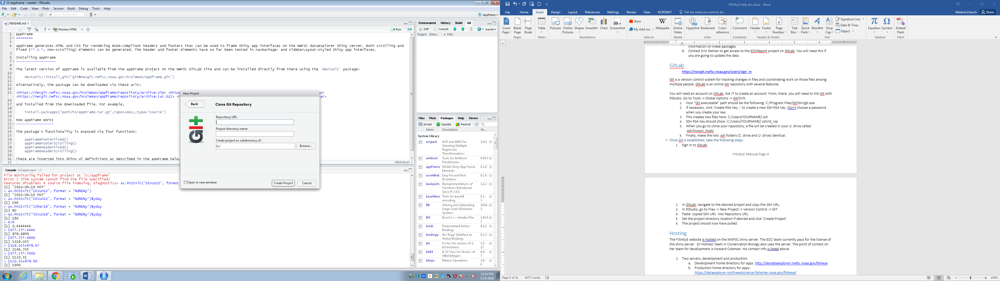 U:/appframe - master - RStudio
File Edit Code View Plots Session Build Debug Tools Help
Go to file/function
appframe
README.md
Preview HTML
Run
1 appFrame
2 ========
3
4 appFrame generates HTML and CSS for rendering NOAA-compliant headers and footers that can be used to frame Shiny app interfaces on the NWFSC dataexplorer Shiny server. Both scrolling and
fixed (*i.e.*, non-scrolling) elements can be generated. The header and footer elements have so far been tested in navbarPage- and sidebarLayout-styled Shiny app interfaces.
5
6 Installing appFrame
7 -------------------
8
9 The latest version of appFrame is available from the appFrame project on the NWFSC GitLab site and can be installed directly from there using the `devtools` package:
10
11 devtools::install_git("git@nwcgit.nwfsc.noaa.gov:hcoleman/appframe.git")
12
13 Alternatively, the package can be downloaded via these urls:
14
15 <https://nwcgit.nwfsc.noaa.gov/hcoleman/appframe/repository/archive.zip> <https gz>
<https://nwcgit.nwfsc.noaa.gov/hcoleman/appframe/repository/archive.tar.bz2> <h ar>
16
17 and installed from the downloaded file. For example,
18
19 install.packages("path/to/appFrame.tar.gz",repos=NULL,type="source")
20
21 How appFrame works
22 ------------------
23
24 The package's functionality is exposed via four functions:
25
26 appFrameFooterFixed()
27 appFrameFooterScrolling()
28 appFrameHeaderFixed()
29 appFrameHeaderScrolling()
30
31 These are inserted into Shiny ui definitions as described in the appFrame help.
1:1 Markdown
Console U:/appframe/
File monitoring failed for project at "U:/appframe"
Error 2 (The system cannot find the file specified)
Features disabled: R source file indexing, Diagnostics> as.POSIXlt("16Jun10", format
[1] "2010-06-16 PDT"
> as.POSIXlt("16Jun10", format = "%d%b%y")
[1] "2010-06-16 PDT"
> as.POSIXlt("16Jun10", format = "%d%b%y")$yday
[1] 166
> as.POSIXlt("22Mar18", format = "%d%b%y")$yday
[1] 80
> as.POSIXlt("30Jun18", format = "%d%b%y")$yday
[1] 180
> 4/9
[1] 0.4444444
> 1977.25*.4444
[1] 878.6899
> 1977.25*.6666
[1] 1318.035
> 1318.035+878.67
[1] 2196.705
> 1977.25*.5666
[1] 1120.31
> 1120.31+878.69
[1] 1999
New Project
Back
Clone Git Repository
git
Repository URL:
Project directory name:
Create project as subdirectory of:
U:/
Browse...
Open in new window
Create Project
Cancel
Environment History Build Git
Diff Commit master
Staged Status Path
Files Plots Packages Help Viewer
Install Update Packrat
Name Description Ve...
System Library
acepack ACE and AVAS for 1.4.1
Selecting Multiple
Regression
Transformations
antitrust Tools for Antitrust 0.99.7
Practitioners
appFrame NOAA Shiny App Frame 0.1.6
Elements
assertthat Easy Pre and Post 0.2.0
Assertions
backports Reimplementations of 1.1.2
Functions Introduced
Since R-3.0.0
base64enc Tools for base64 0.1-
encoding 3
BB Solving and Optimizing 2014.:
Large-Scale Nonlinear 1
Systems
BH Boost C++ Header Files 1.66.0
1
bindr Parametrized Active 0.1.1
Bindings
bindrcpp An 'Rcpp' Interface to 0.2.2
Active Bindings
bit A class for vectors of 1- 1.1-
bit booleans 12
bit64 A S3 Class for Vectors of 0.9-
64bit Integers 7
bitops Bitwise Operations 1.0-
6
12:14 PM
5/24/2018
FISHEyE Help doc.docx - Word
File Home Insert Design Layout References Mailings Review View ACROBAT Tell me what you want to do... Melanie.Harsch Share
Cover Page Blank Page Page Break Table Pictures Online Pictures Shapes SmartArt Chart Screenshot Store My Add-ins Wikipedia Online Video Hyperlink Bookmark Cross-reference Comment Header Footer Page Number Text Box Quick Parts WordArt Drop Cap Signature Line Date & Time Object Equation Symbol Embed Flash
Pages Tables Illustrations Add-ins Media Links Comments Header & Footer Text Symbols Flash
information on these packages.
6. Contact Erin Steiner to get access to the EDCReport project on GitLab. You will need this if
you are going to update the data.
GitLab
https://nwcgit.nwfsc.noaa.gov/users/sign_in
Git is a version control system for tracking changes in files and coordinating work on those files among
multiple people. GitLab is an online Git repository with several features.
You will need an account on GitLab. Ask IT to create an account. From, there, you will need to link Git with
RStudio. Go to Tools -> Global Options -> Git/SVN
1. Your “Git executable” path should be the following: C:/Program Files/Git/bin/git.exe
2. If necessary, click ‘Create RSA Key...’ to create a new SSH RSA Key. Don’t choose a password
when you create your key.
3. This creates two files here: C:/Users/YOURNAME/.ssh
4. SSH RSA Key should show: C:/Users/YOURNAME/.ssh/id_rsa
5. When you go to clone your repository, a file will be created in your U: drive called
.ssh/known_hosts
6. Finally, make the two .ssh folders (C: drive and U: drive) identical.
Once Git is established, take the following steps.
1. Sign in to GitLab
FISHEyE Manual Page 4
2. In GitLab, navigate to the desired project and copy the SSH URL.
3. In RStudio, go to Files -> New Project -> Version Control -> GIT
4. Paste copied SSH URL into Repository URL
5. Set the project directory location if desired and click ‘Create Project’.
6. The project should now have pulled.
Hosting
The FISHEyE website is hosted on the NWFSC shiny server. The EDC team currently pays for the license of
the shiny-server. Eli Holmes’ team in Conservation Biology also uses the server. The point of contact on
her team for development is Howard Coleman. His contact info is listed above.
1. Two servers, development and production:
a. Development home directory for apps: http://devdataexplorer.nwfsc.noaa.gov/fisheye
b. Production home directory for apps:
https://dataexplorer.northwestscience.fisheries.noaa.gov/fisheye/
Page 5 of 21 6377 words 100%